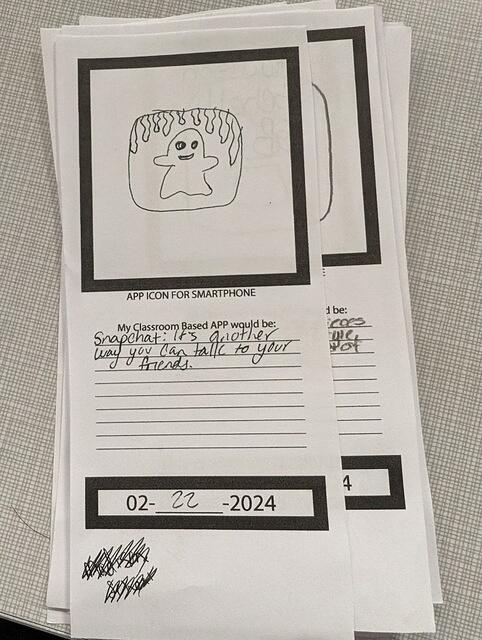 APP ICON FOR SMARTPHONE
My Classroom Based APP would be:
Snapchat: It's another
way you can talk to your
friends.
02- 22 -2024
d be:
4